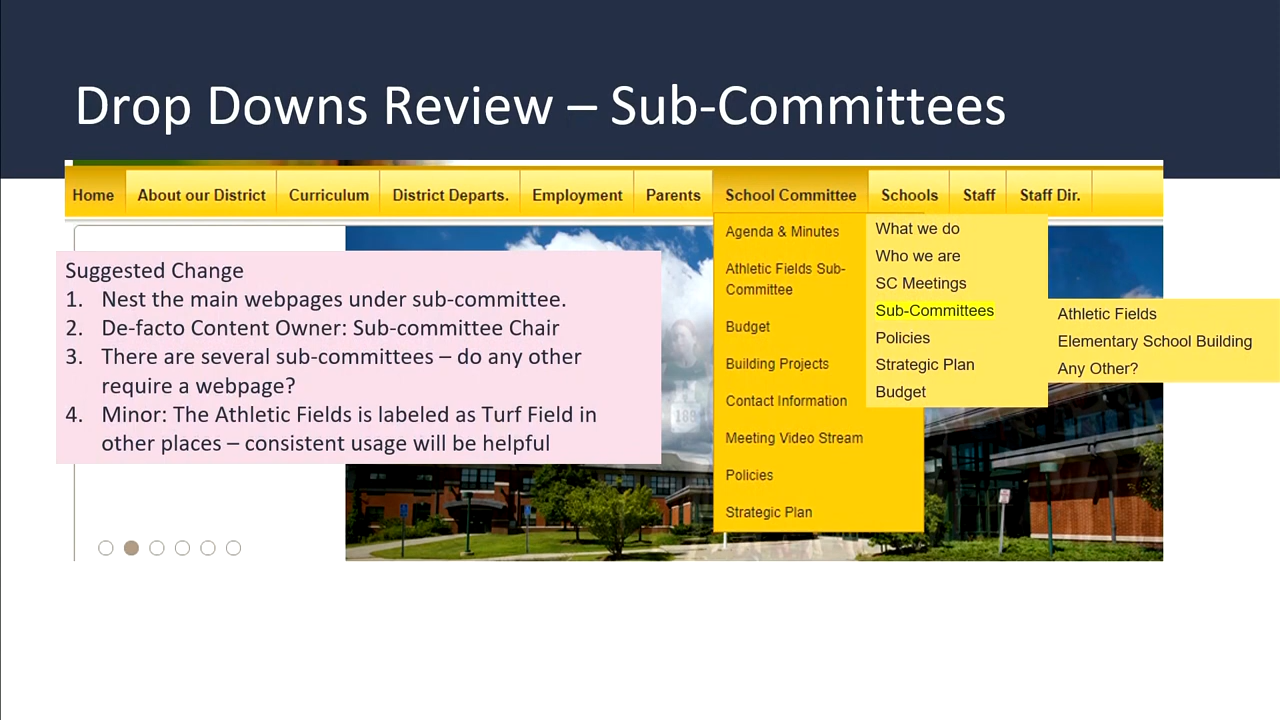 Drop Downs Review – Sub-Committees
Home
About our District
Curriculum
District Departs.
Employment
Parents
School Committee
Schools
Staff
Staff Dir.
Suggested Change
1. Nest the main webpages under sub-committee.
2. De-facto Content Owner: Sub-committee Chair
3. There are several sub-committees – do any other
require a webpage?
4. Minor: The Athletic Fields is labeled as Turf Field in
other places – consistent usage will be helpful
Agenda & Minutes
Athletic Fields Sub-
Committee
Budget
Building Projects
Contact Information
Meeting Video Stream
Policies
Strategic Plan
What we do
Who we are
SC Meetings
Sub-Committees
Policies
Strategic Plan
Budget
Athletic Fields
Elementary School Building
Any Other?